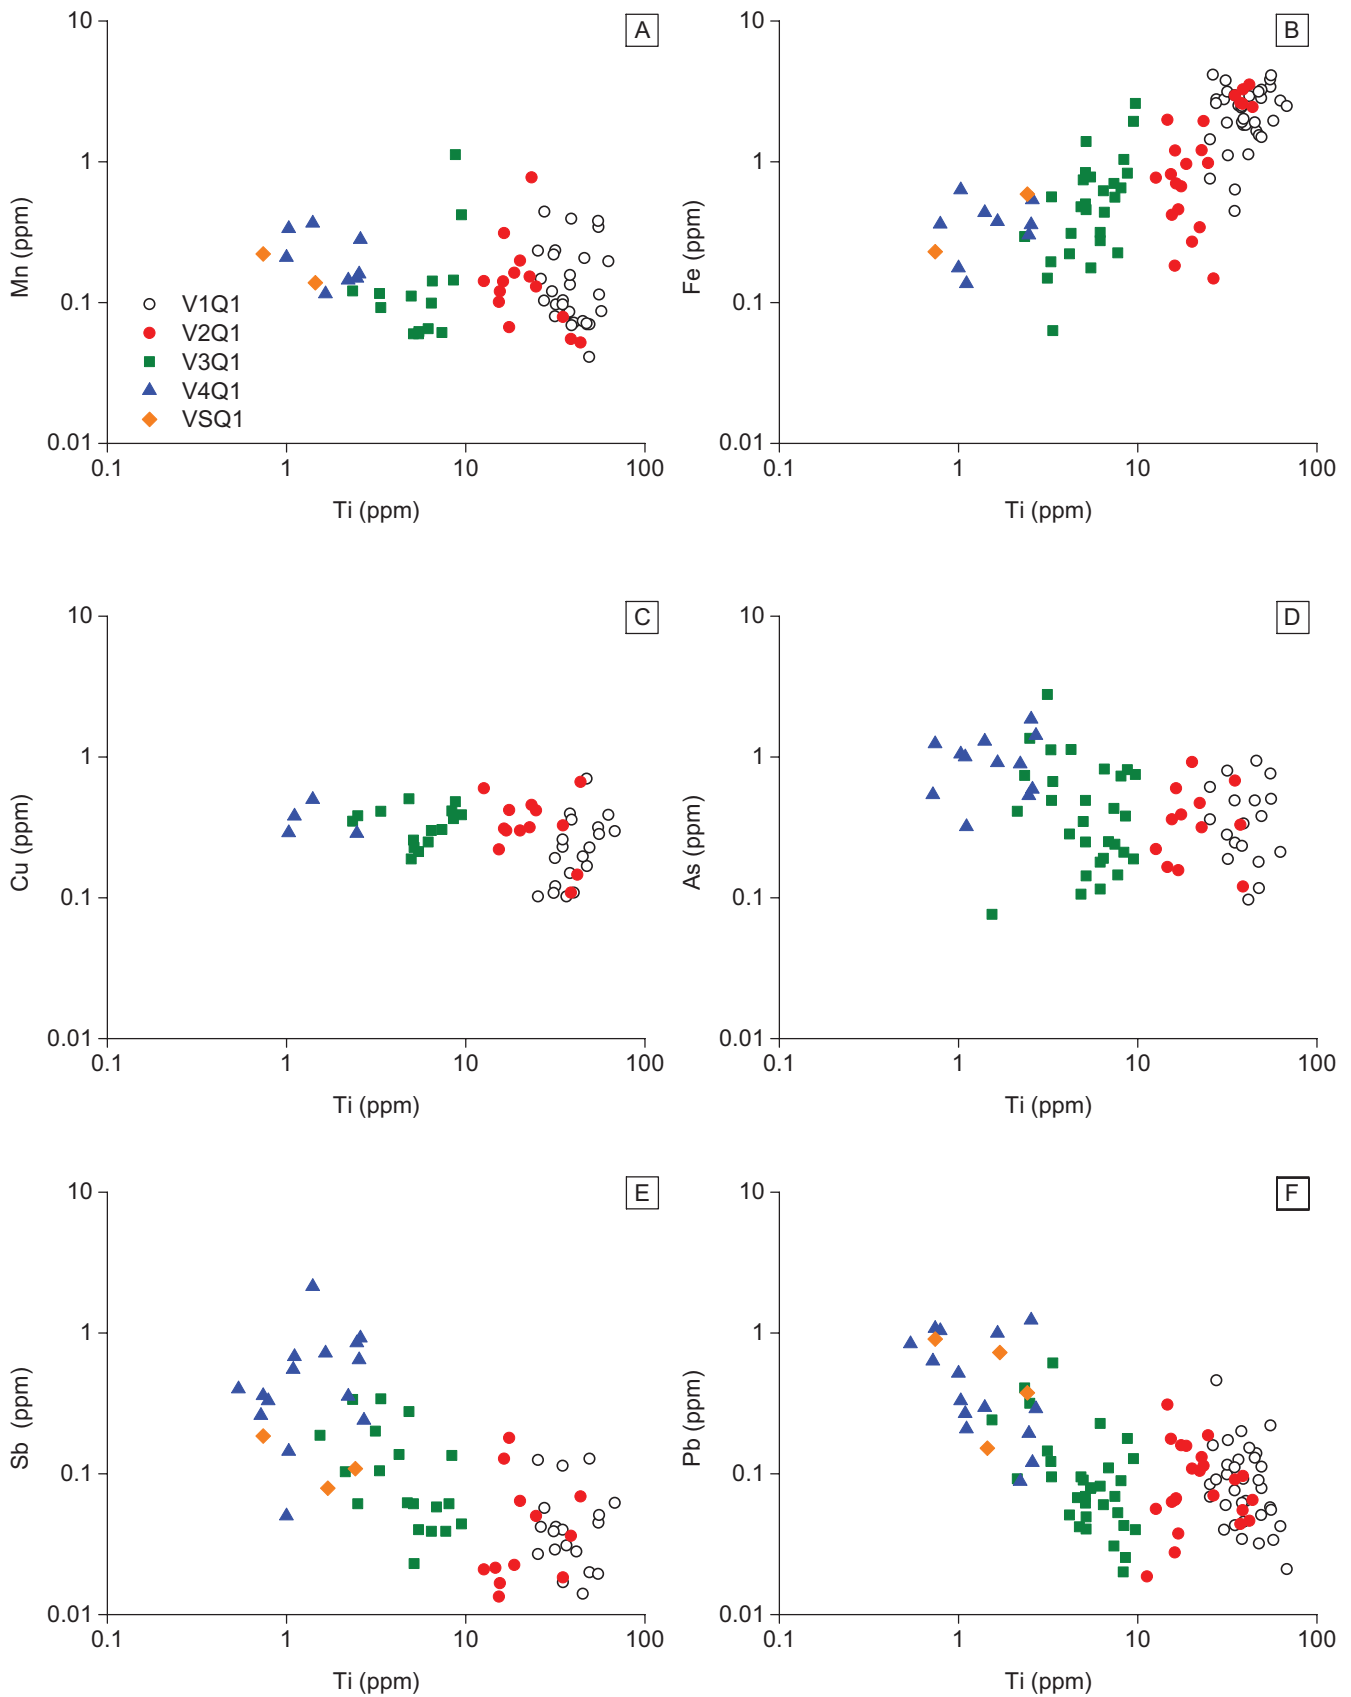 A
10
1
0.1
0.01
Mn (ppm)
V1Q1
V2Q1
V3Q1
V4Q1
VSQ1
0.1 1 10 100
Ti (ppm)
B
10
1
0.1
0.01
Fe (ppm)
0.1 1 10 100
Ti (ppm)
C
10
1
0.1
0.01
Cu (ppm)
0.1 1 10 100
Ti (ppm)
D
10
1
0.1
0.01
As (ppm)
0.1 1 10 100
Ti (ppm)
E
10
1
0.1
0.01
Sb (ppm)
0.1 1 10 100
Ti (ppm)
F
10
1
0.1
0.01
Pb (ppm)
0.1 1 10 100
Ti (ppm)